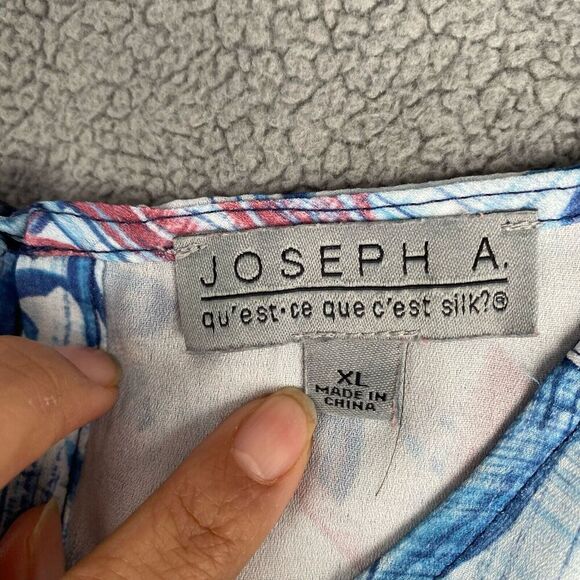 JOSEPH A.
qu'est•ce que c'est silk?®
XL
MADE IN
CHINA